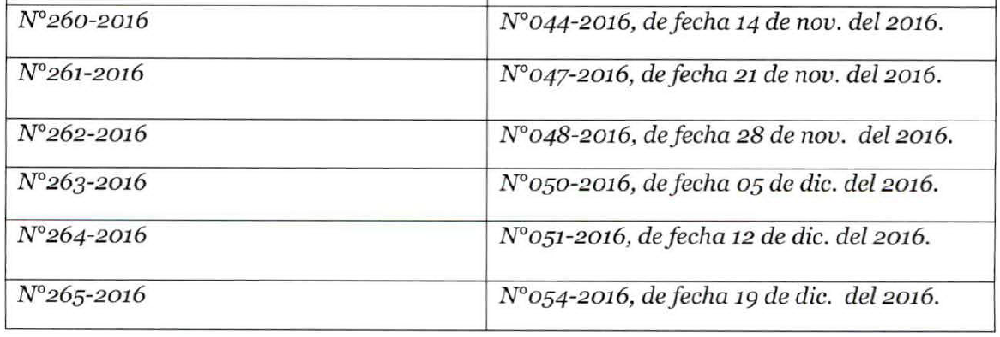 N°260-2016 N°044-2016, de fecha 14 de nov. del 2016.
N°261-2016 N°047-2016, de fecha 21 de nov. del 2016.
N°262-2016 N°048-2016, de fecha 28 de nov. del 2016.
N°263-2016 N°050-2016, de fecha 05 de dic. del 2016.
N°264-2016 N°051-2016, de fecha 12 de dic. del 2016.
N°265-2016 N°054-2016, de fecha 19 de dic. del 2016.